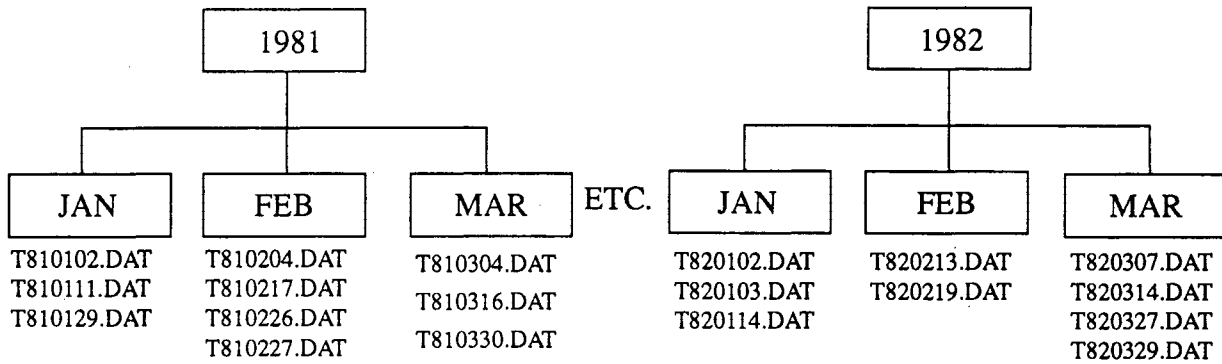 1981
JAN
FEB
MAR
T810102.DAT
T810111.DAT
T810129.DAT
T810204.DAT
T810217.DAT
T810226.DAT
T810227.DAT
T810304.DAT
T810316.DAT
T810330.DAT
ETC.
1982
JAN
FEB
MAR
T820102.DAT
T820103.DAT
T820114.DAT
T820213.DAT
T820219.DAT
T820307.DAT
T820314.DAT
T820327.DAT
T820329.DAT